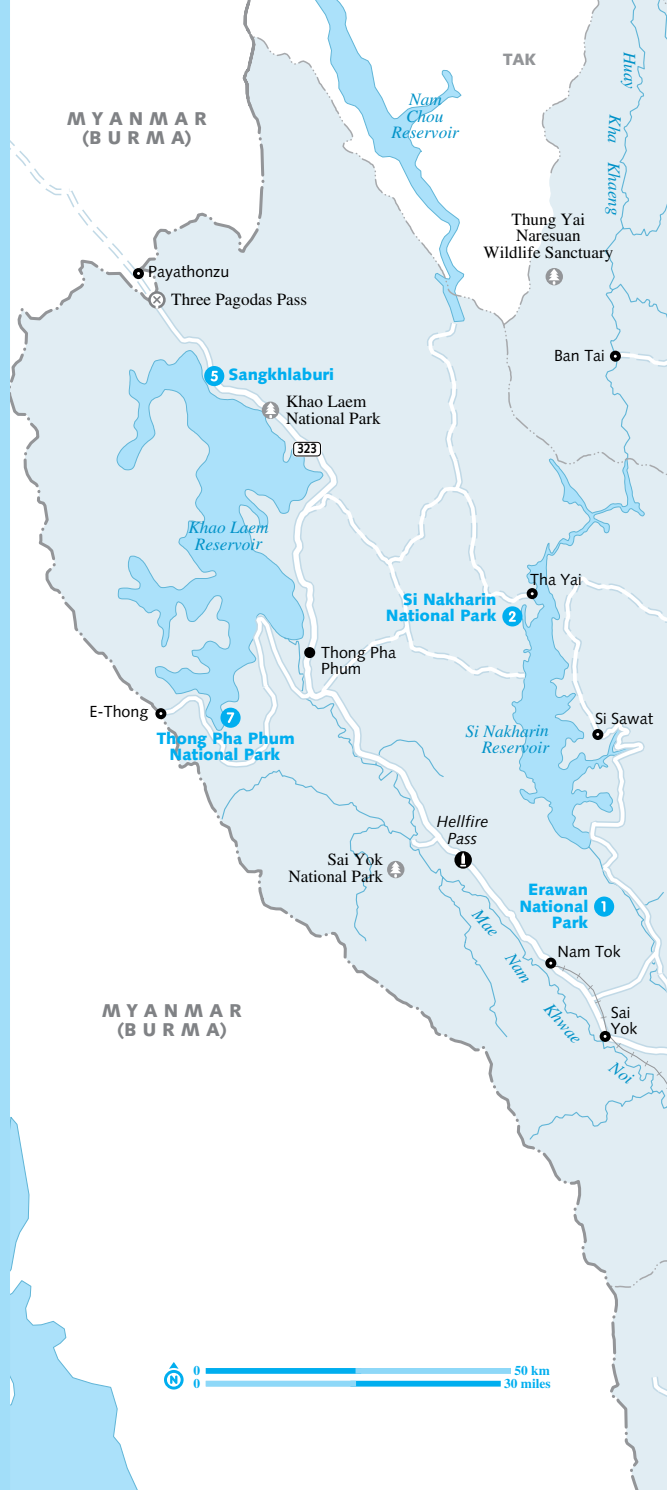 TAK
MYANMAR
(BURMA)
Nam
Chou
Reservoir
Huay
Kha
Khaeng
Thung Yai
Naresuan
Wildlife Sanctuary
Payathonzu
Three Pagodas Pass
Ban Tai
5 Sangkhlaburi
Khao Laem
National Park
323
Khao Laem
Reservoir
Tha Yai
Si Nakharin
National Park 2
Thong Pha
Phum
E-Thong
7
Thong Pha Phum
National Park
Si Sawat
Si Nakharin
Reservoir
Hellfire
Pass
Sai Yok
National Park
Erawan
National
Park
1
Mae
Nam
Khwae
Noi
Nam Tok
Sai
Yok
MYANMAR
(BURMA)
N
0 50 km
0 30 miles